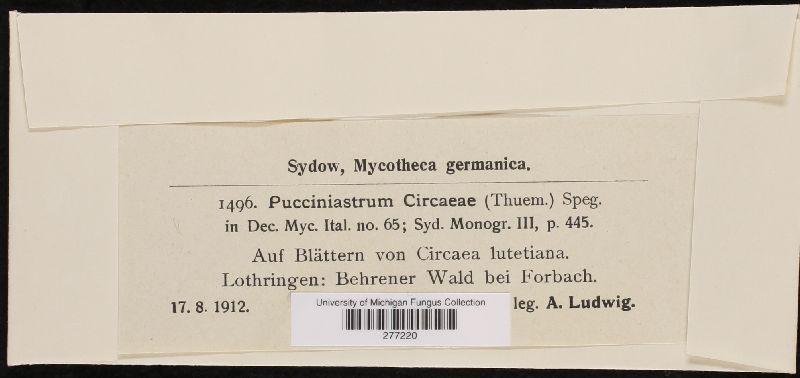 Sydow, Mycotheca germanica.
1496. Pucciniastrum Circaeae (Thuem.) Speg.
in Dec. Myc. Ital. no. 65; Syd. Monogr. III, p. 445.
Auf Blättern von Circaea lutetiana.
Lothringen: Behrener Wald bei Forbach.
17. 8. 1912. leg. A. Ludwig.
University of Michigan Fungus Collection
277220